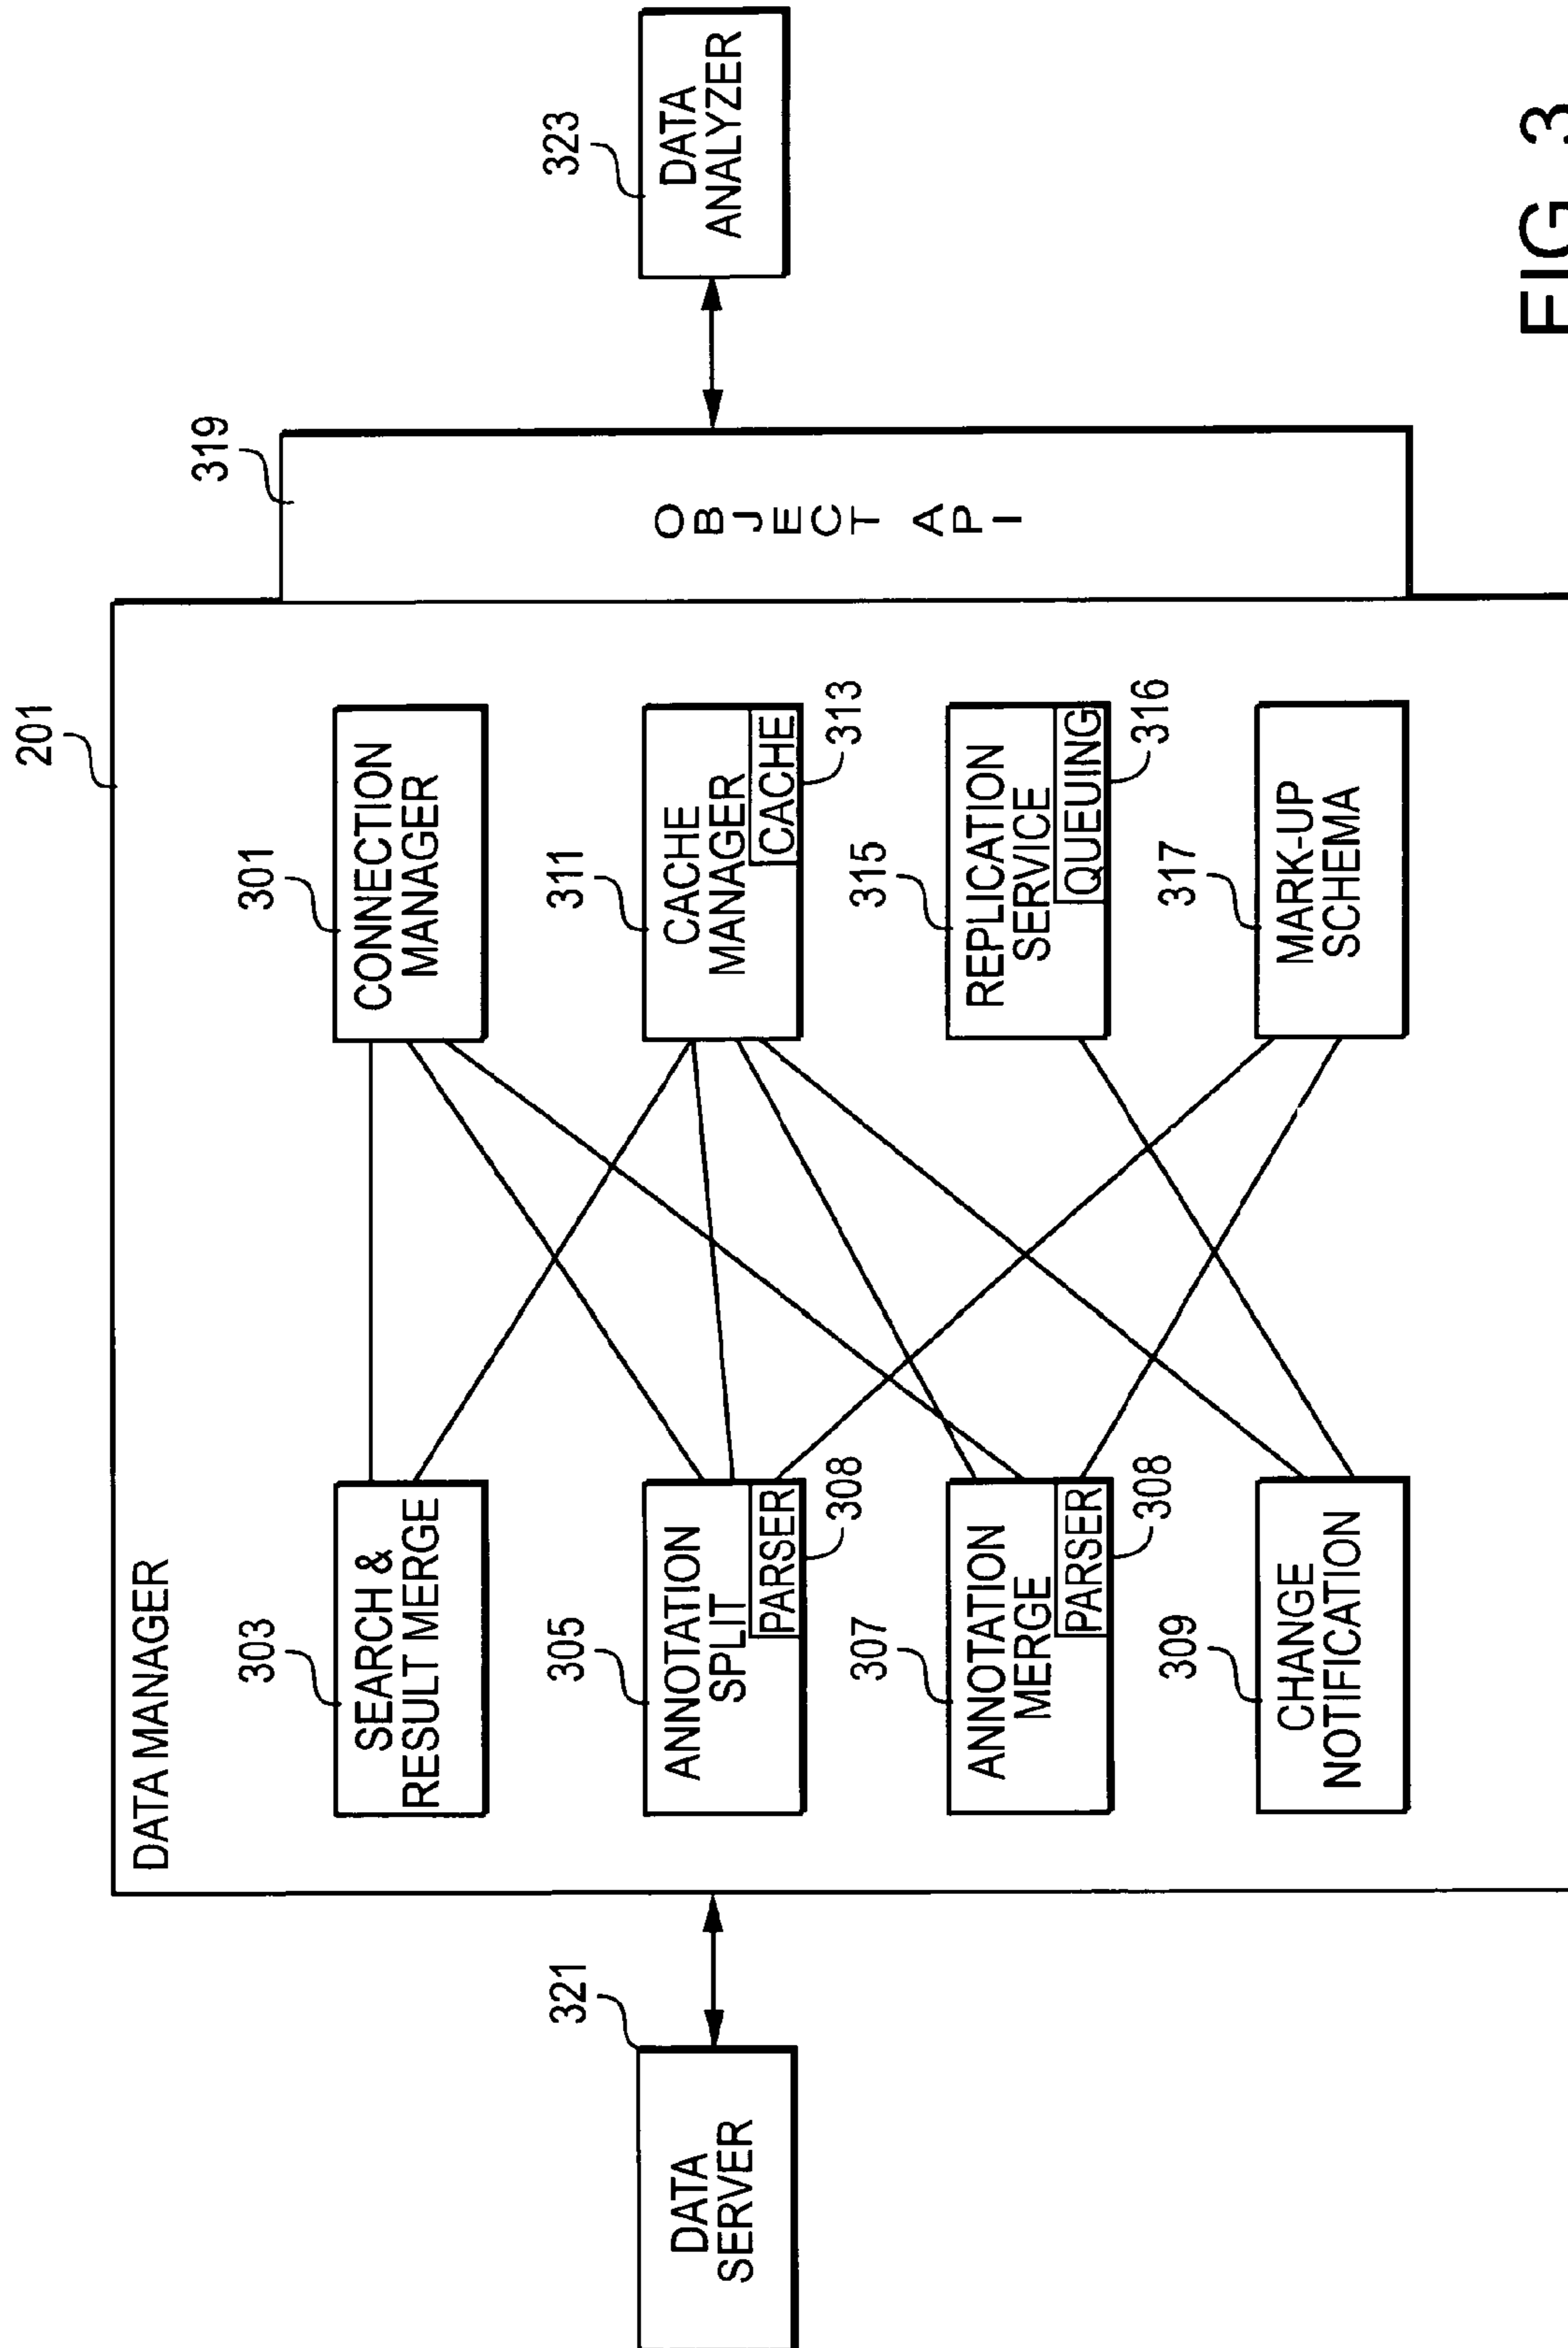 201
DATA MANAGER
303
SEARCH &
RESULT MERGE
301
CONNECTION
MANAGER
319
OBJECT API
321
DATA
SERVER
305
ANNOTATION
SPLIT
PARSER
308
311
CACHE
MANAGER
CACHE
313
323
DATA
ANALYZER
307
ANNOTATION
MERGE
PARSER
308
315
REPLICATION
SERVICE
QUEUING
316
309
CHANGE
NOTIFICATION
317
MARK-UP
SCHEMA
FIG. 3